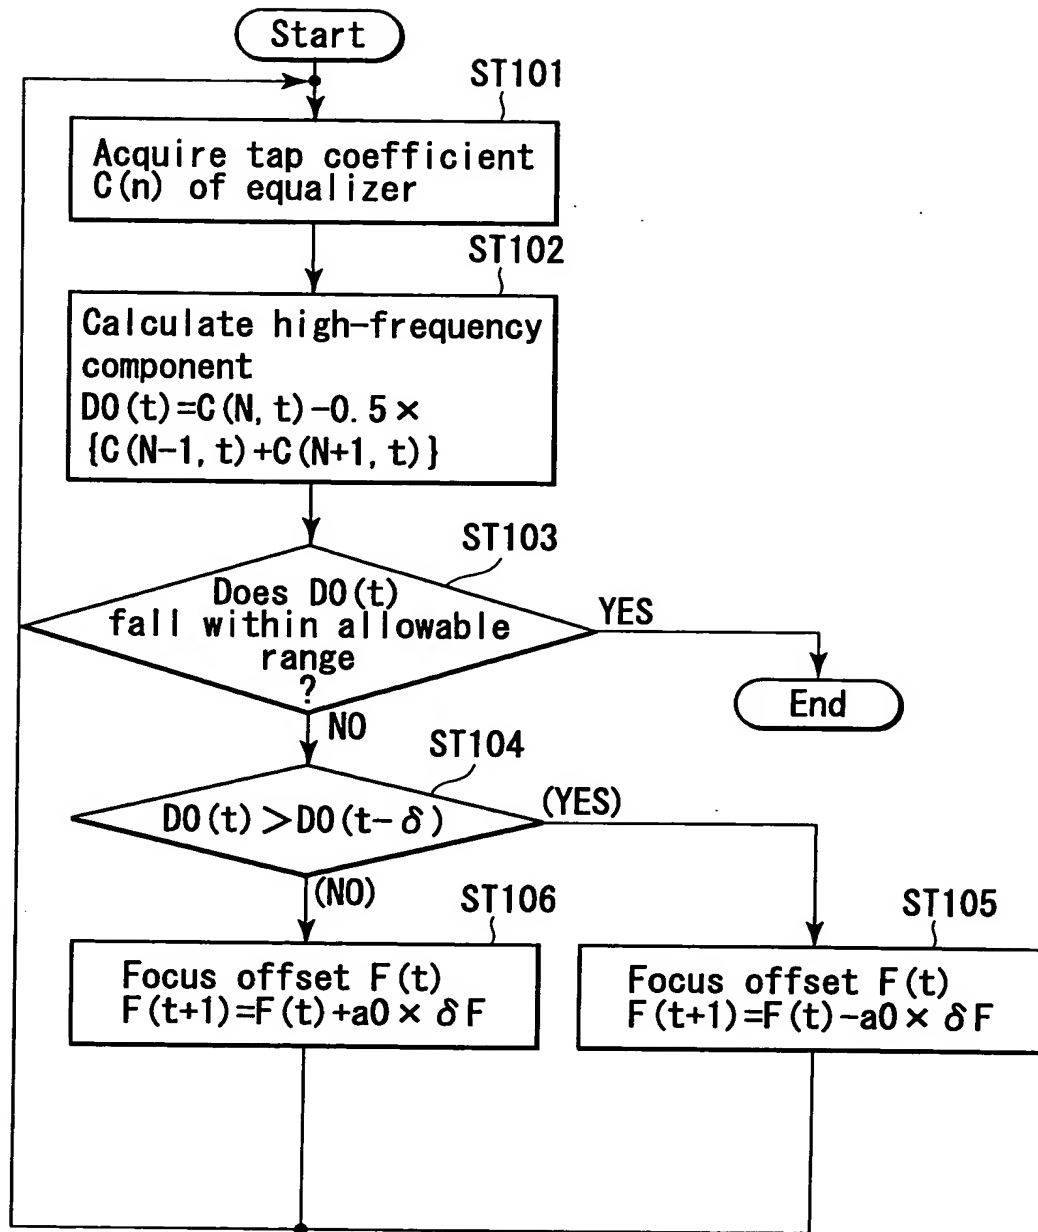 Start
ST101
Acquire tap coefficient
C(n) of equalizer
ST102
Calculate high-frequency
component
D0(t)=C(N,t)-0.5×
{C(N-1,t)+C(N+1,t)}
ST103
Does D0(t)
fall within allowable
range
?
YES
End
NO
ST104
D0(t)>D0(t-δ)
(YES)
(NO)
ST106
Focus offset F(t)
F(t+1)=F(t)+a0×δF
ST105
Focus offset F(t)
F(t+1)=F(t)-a0×δF